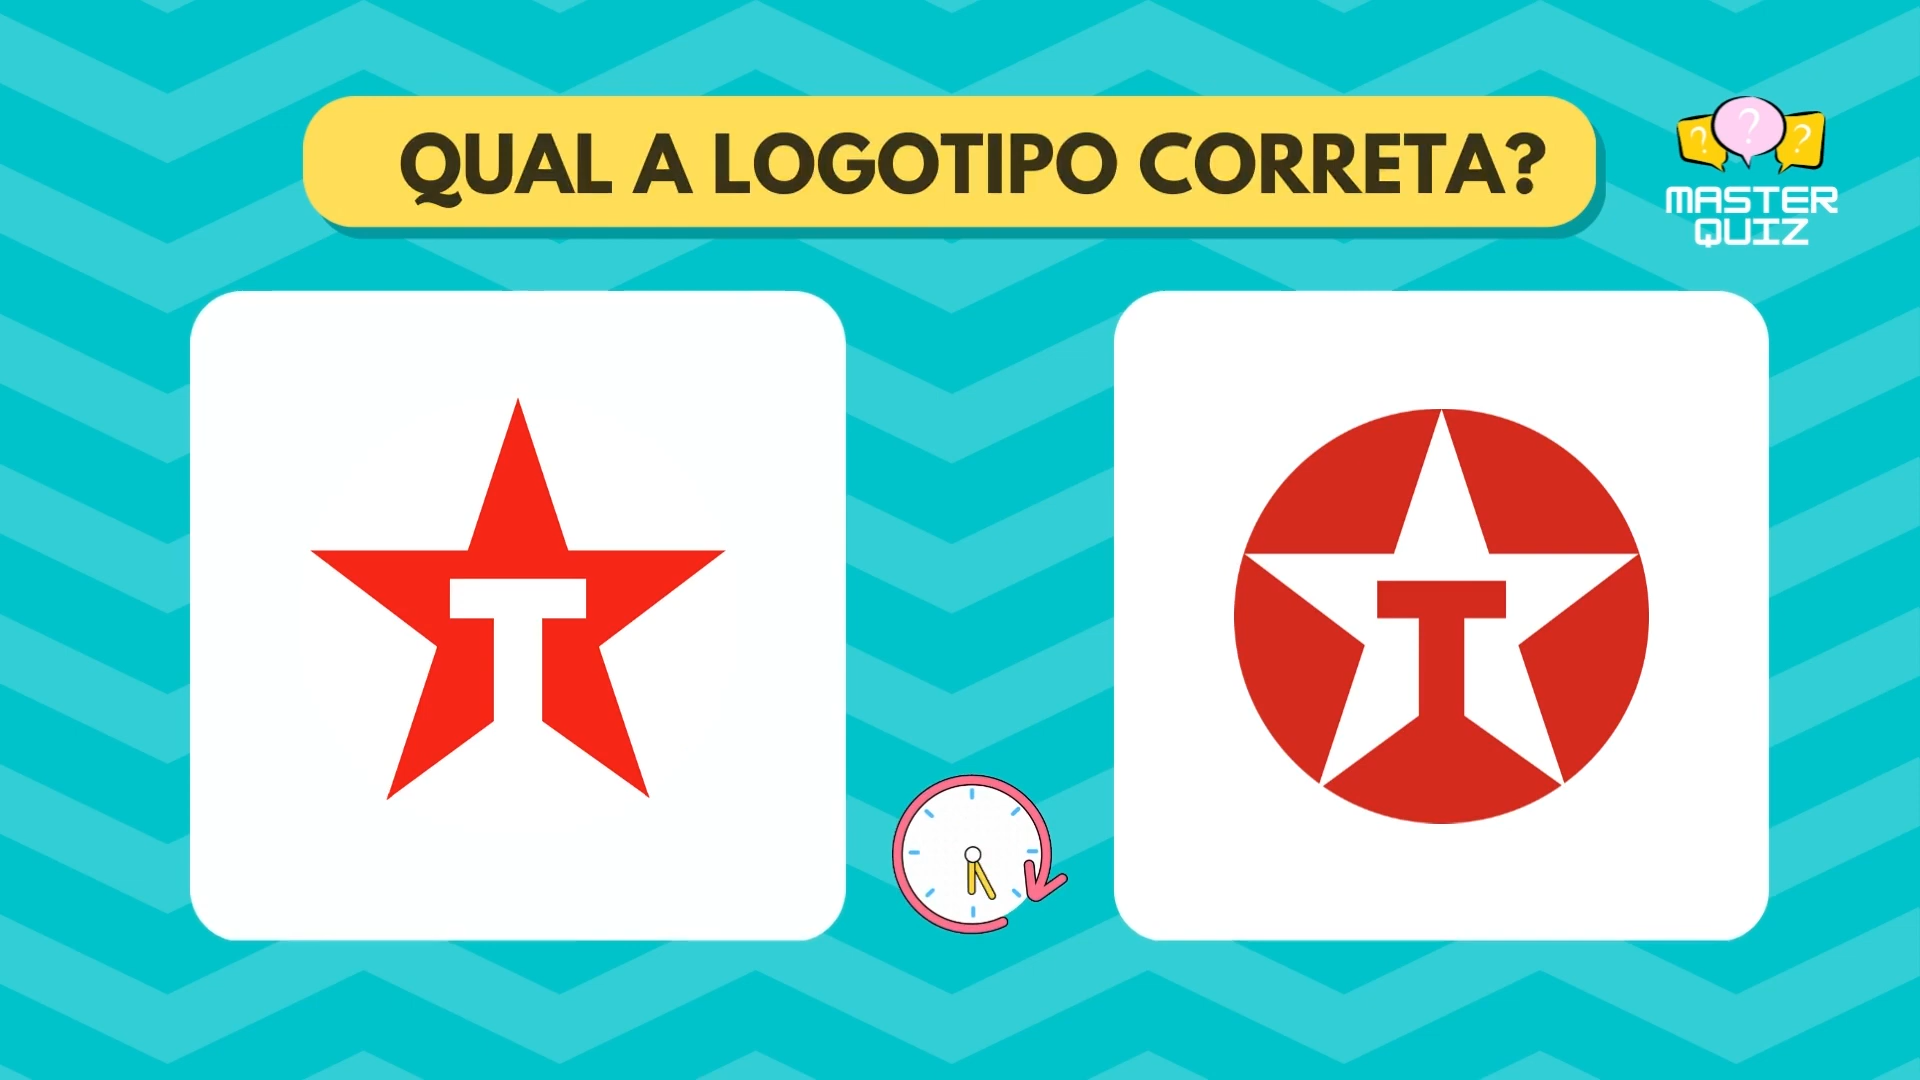 QUAL A LOGOTIPO CORRETA?
? ? ?
MASTER
QUIZ
T
T